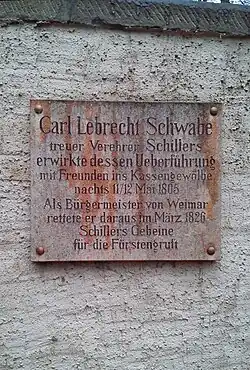 Carl Lebrecht Schwabe
treuer Verehrer Schillers
erwirkte dessen Ueberführung
mit Freunden ins Kassengewölbe
nachts 11/12 Mai 1805
Als Bürgermeister von Weimar
rettete er daraus im März 1826
Schillers Gebeine
für die Fürstengruft